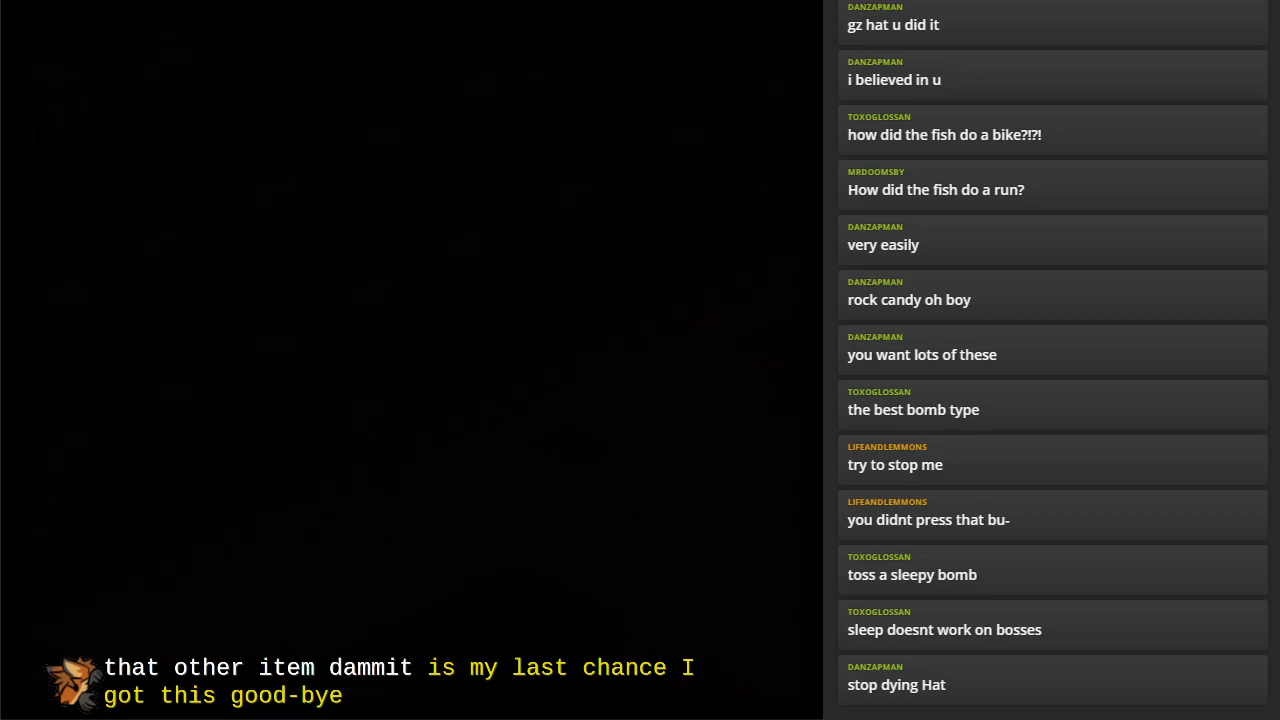 DANZAPMAN
gz hat u did it
DANZAPMAN
i believed in u
TOXOGLOSSAN
how did the fish do a bike?!?!
MRDOOMSBY
How did the fish do a run?
DANZAPMAN
very easily
DANZAPMAN
rock candy oh boy
DANZAPMAN
you want lots of these
TOXOGLOSSAN
the best bomb type
LIFEANDLEMMONS
try to stop me
LIFEANDLEMMONS
you didnt press that bu-
TOXOGLOSSAN
toss a sleepy bomb
TOXOGLOSSAN
sleep doesnt work on bosses
DANZAPMAN
stop dying Hat
that other item dammit is my last chance I
got this good-bye